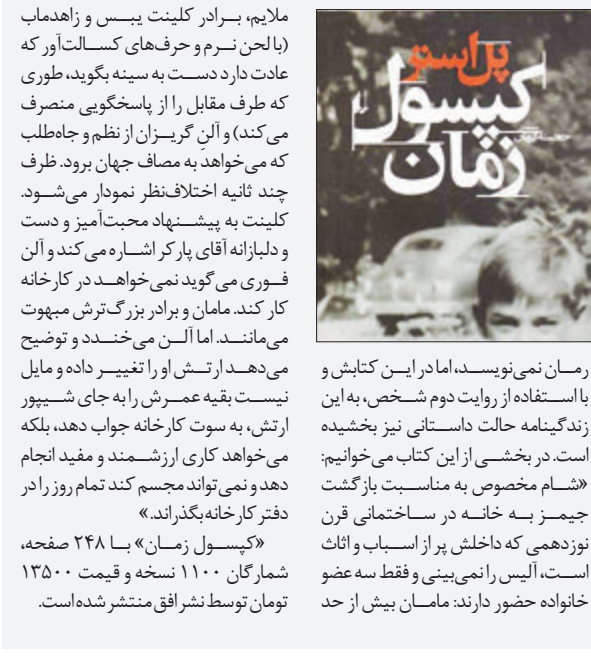 پل استر
کپسول
زمان
رمان نمی‌نویسد، اما در این کتابش و
با استفاده از روایت دوم شخص، به این
زندگینامه حالت داستانی نیز بخشیده
است. در بخشی از این کتاب می‌خوانیم:
«شام مخصوص به مناسبت بازگشت
جیمز به خانه در ساختمانی قرن
نوزدهمی که داخلش پر از اسباب و اثاث
است، آلیس را نمی‌بینی و فقط سه عضو
خانواده حضور دارند: مامان بیش از حد
ملایم، برادر کلینت یبس و زاهدماب
(با لحن نرم و حرف‌های کسالت‌آور که
عادت دارد دست به سینه بگوید، طوری
که طرف مقابل را از پاسخگویی منصرف
می‌کند) و آلنِ گریزان از نظم و جاه‌طلب
که می‌خواهد به مصاف جهان برود. ظرف
چند ثانیه اختلاف‌نظر نمودار می‌شود.
کلینت به پیشنهاد محبت‌آمیز و دست
و دلبازانه آقای پارکر اشاره می‌کند و آلن
فوری می‌گوید نمی‌خواهد در کارخانه
کار کند. مامان و برادر بزرگ‌ترش مبهوت
می‌مانند. اما آلن می‌خندد و توضیح
می‌دهد ارتش او را تغییر داده و مایل
نیست بقیه عمرش را به جای شیپور
ارتش، به سوت کارخانه جواب دهد، بلکه
می‌خواهد کاری ارزشمند و مفید انجام
دهد و نمی‌تواند مجسم کند تمام روز را در
دفتر کارخانه بگذراند.»
«کپسول زمان» با ۲۴۸ صفحه،
شمارگان ۱۱۰۰ نسخه و قیمت ۱۳۵۰۰
تومان توسط نشر افق منتشر شده است.